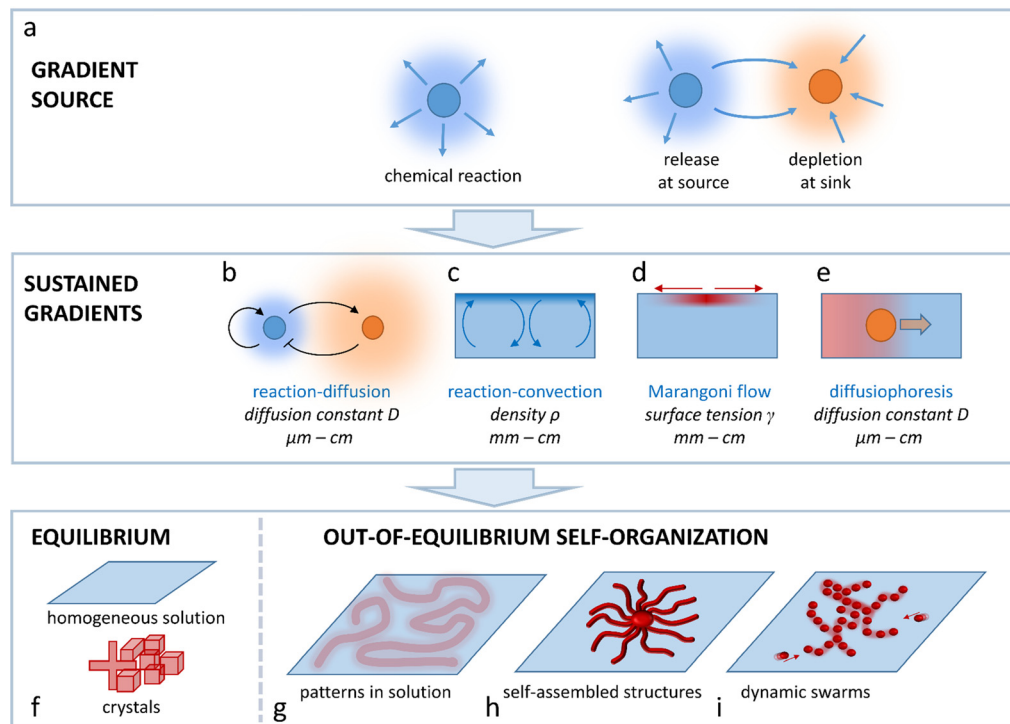 a
GRADIENT
SOURCE
chemical reaction
release
at source
depletion
at sink
SUSTAINED
GRADIENTS
b
reaction-diffusion
diffusion constant D
μm – cm
c
reaction-convection
density ρ
mm – cm
d
Marangoni flow
surface tension γ
mm – cm
e
diffusiophoresis
diffusion constant D
μm – cm
EQUILIBRIUM
homogeneous solution
f
crystals
OUT-OF-EQUILIBRIUM SELF-ORGANIZATION
g
patterns in solution
h
self-assembled structures
i
dynamic swarms